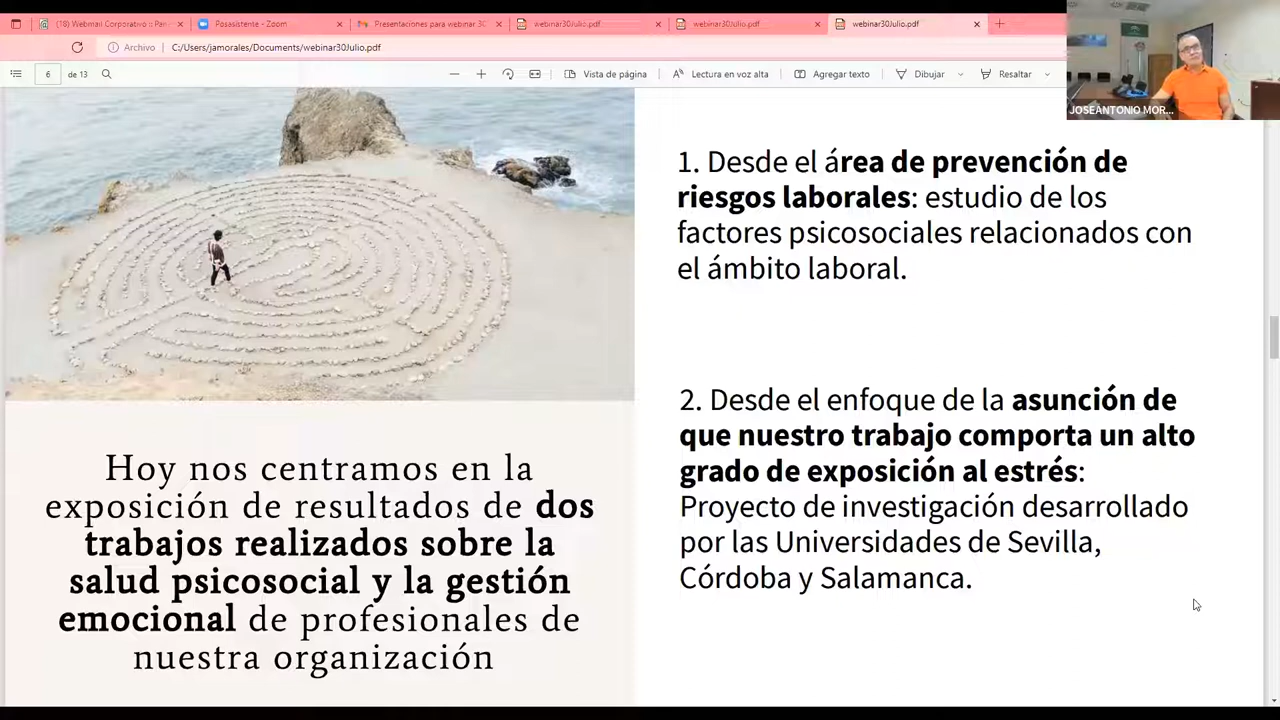 (18) Webmail Corporativo :: Pan
Posasistente - Zoom
Presentaciones para webinar 30
webinar30Julio.pdf
webinar30Julio.pdf
webinar30Julio.pdf
Archivo
C:/Users/jamorales/Documents/webinar30Julio.pdf
6 de 13
Vista de página
Lectura en voz alta
Agregar texto
Dibujar
Resaltar
JOSEANTONIO MOR...
1. Desde el área de prevención de
riesgos laborales: estudio de los
factores psicosociales relacionados con
el ámbito laboral.
2. Desde el enfoque de la asunción de
que nuestro trabajo comporta un alto
grado de exposición al estrés:
Proyecto de investigación desarrollado
por las Universidades de Sevilla,
Córdoba y Salamanca.
Hoy nos centramos en la
exposición de resultados de dos
trabajos realizados sobre la
salud psicosocial y la gestión
emocional de profesionales de
nuestra organización